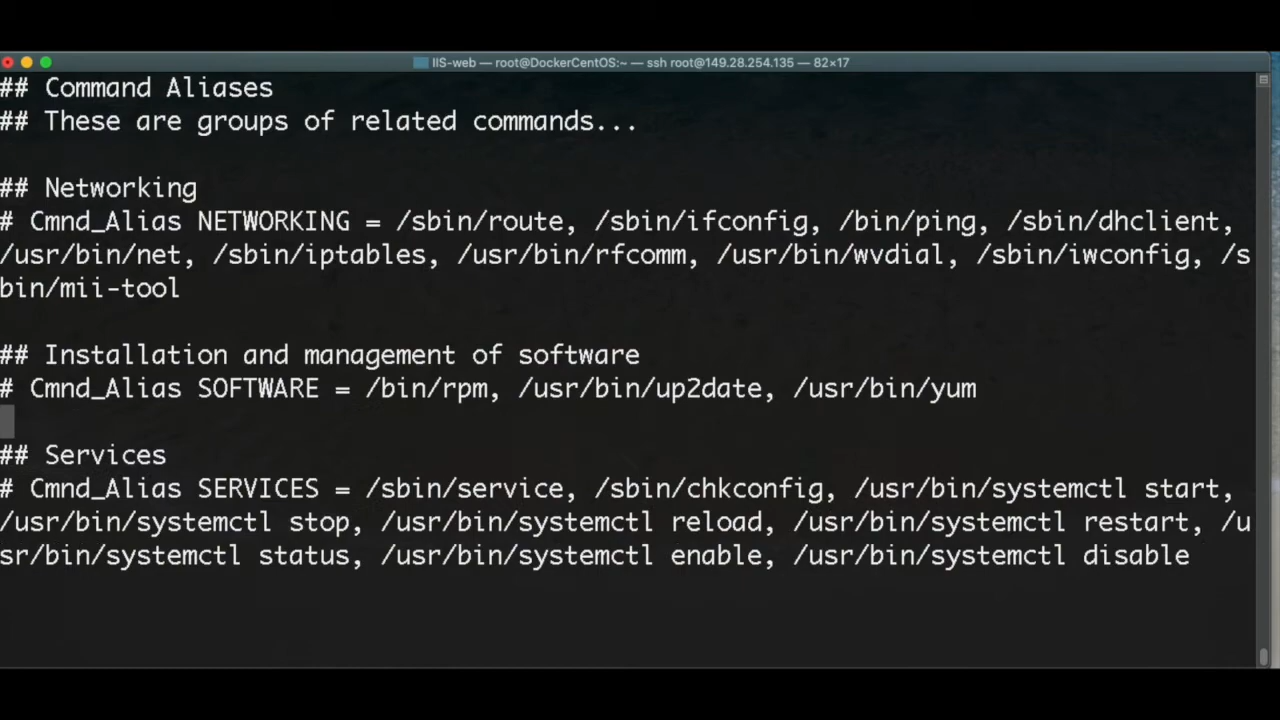 IIS-web — root@DockerCentOS:~ — ssh root@149.28.254.135 — 82×17
## Command Aliases
## These are groups of related commands...
## Networking
# Cmnd_Alias NETWORKING = /sbin/route, /sbin/ifconfig, /bin/ping, /sbin/dhclient,
/usr/bin/net, /sbin/iptables, /usr/bin/rfcomm, /usr/bin/wvdial, /sbin/iwconfig, /s
bin/mii-tool
## Installation and management of software
# Cmnd_Alias SOFTWARE = /bin/rpm, /usr/bin/up2date, /usr/bin/yum
## Services
# Cmnd_Alias SERVICES = /sbin/service, /sbin/chkconfig, /usr/bin/systemctl start,
/usr/bin/systemctl stop, /usr/bin/systemctl reload, /usr/bin/systemctl restart, /u
sr/bin/systemctl status, /usr/bin/systemctl enable, /usr/bin/systemctl disable